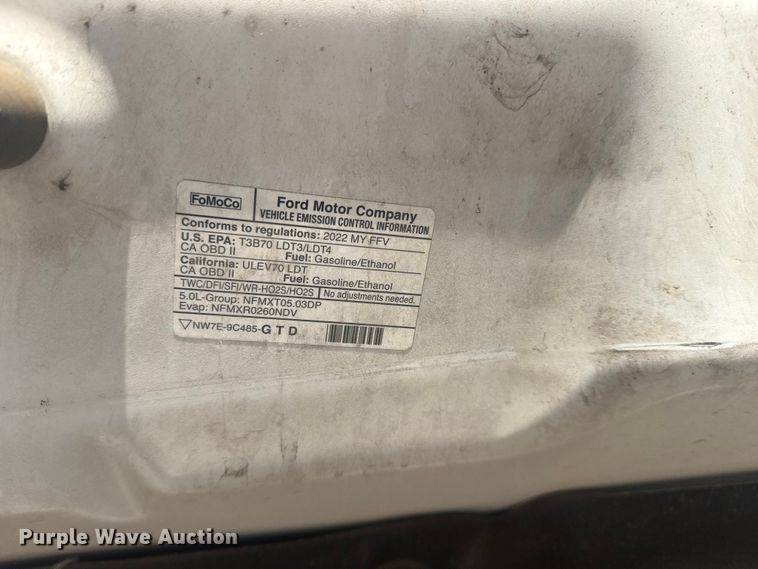 FoMoCo
Ford Motor Company
VEHICLE EMISSION CONTROL INFORMATION
Conforms to regulations: 2022 MY FFV
U.S. EPA: T3B70 LDT3/LDT4
CA OBD II Fuel: Gasoline/Ethanol
California: ULEV70 LDT
CA OBD II Fuel: Gasoline/Ethanol
TWC/DFI/SFI/WR-HO2S/HO2S No adjustments needed.
5.0L-Group: NFMXT05.03DP
Evap: NFMXR0260NDV
NW7E-9C485-G T D
Purple Wave Auction
purplewave.com